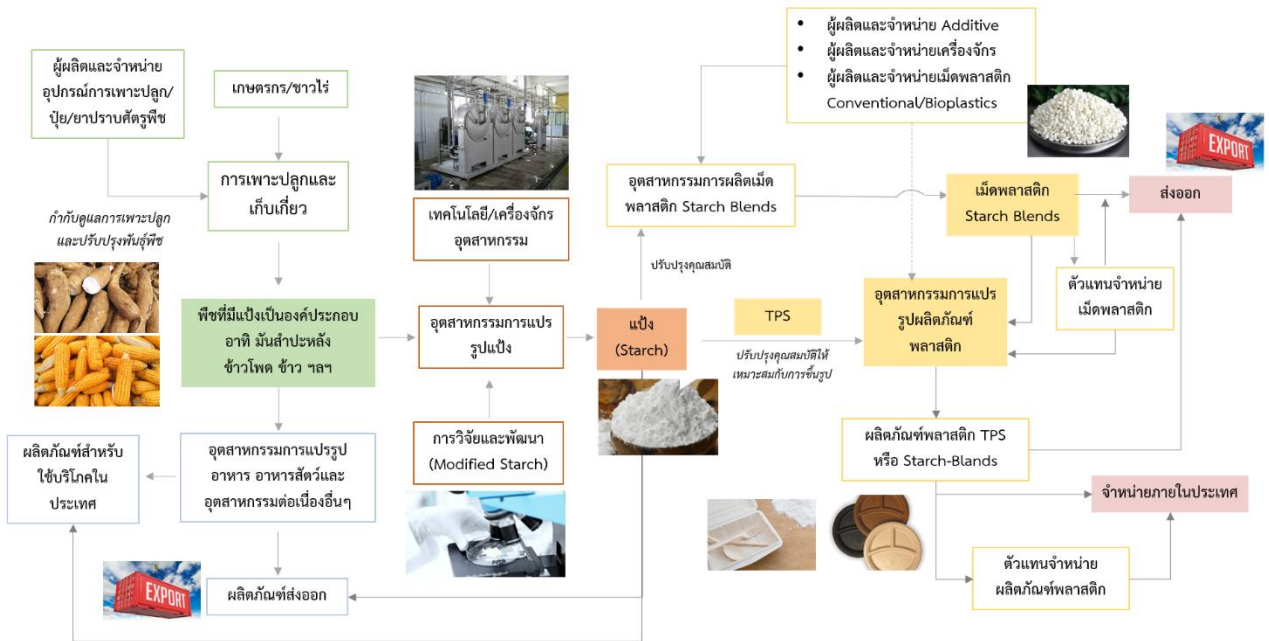 ผู้ผลิตและจำหน่าย
อุปกรณ์การเพาะปลูก/
ปุ๋ย/ยาปราบศัตรูพืช
เกษตรกร/ชาวไร่
การเพาะปลูกและ
เก็บเกี่ยว
กำกับดูแลการเพาะปลูก
และปรับปรุงพันธุ์พืช
พืชที่มีแป้งเป็นองค์ประกอบ
อาทิ มันสำปะหลัง
ข้าวโพด ข้าว ฯลฯ
ผลิตภัณฑ์สำหรับ
ใช้บริโภคใน
ประเทศ
อุตสาหกรรมการแปรรูป
อาหาร อาหารสัตว์และ
อุตสาหกรรมต่อเนื่องอื่นๆ
EXPORT
ผลิตภัณฑ์ส่งออก
เทคโนโลยี/เครื่องจักร
อุตสาหกรรม
อุตสาหกรรมการแปร
รูปแป้ง
การวิจัยและพัฒนา
(Modified Starch)
แป้ง
(Starch)
ปรับปรุงคุณสมบัติ
อุตสาหกรรมการผลิตเม็ด
พลาสติก Starch Blends
• ผู้ผลิตและจำหน่าย Additive
• ผู้ผลิตและจำหน่ายเครื่องจักร
• ผู้ผลิตและจำหน่ายเม็ดพลาสติก
Conventional/Bioplastics
EXPORT
เม็ดพลาสติก
Starch Blends
ส่งออก
ตัวแทนจำหน่าย
เม็ดพลาสติก
TPS
ปรับปรุงคุณสมบัติให้
เหมาะสมกับการขึ้นรูป
อุตสาหกรรมการแปร
รูปผลิตภัณฑ์
พลาสติก
ผลิตภัณฑ์พลาสติก TPS
หรือ Starch-Blands
จำหน่ายภายในประเทศ
ตัวแทนจำหน่าย
ผลิตภัณฑ์พลาสติก